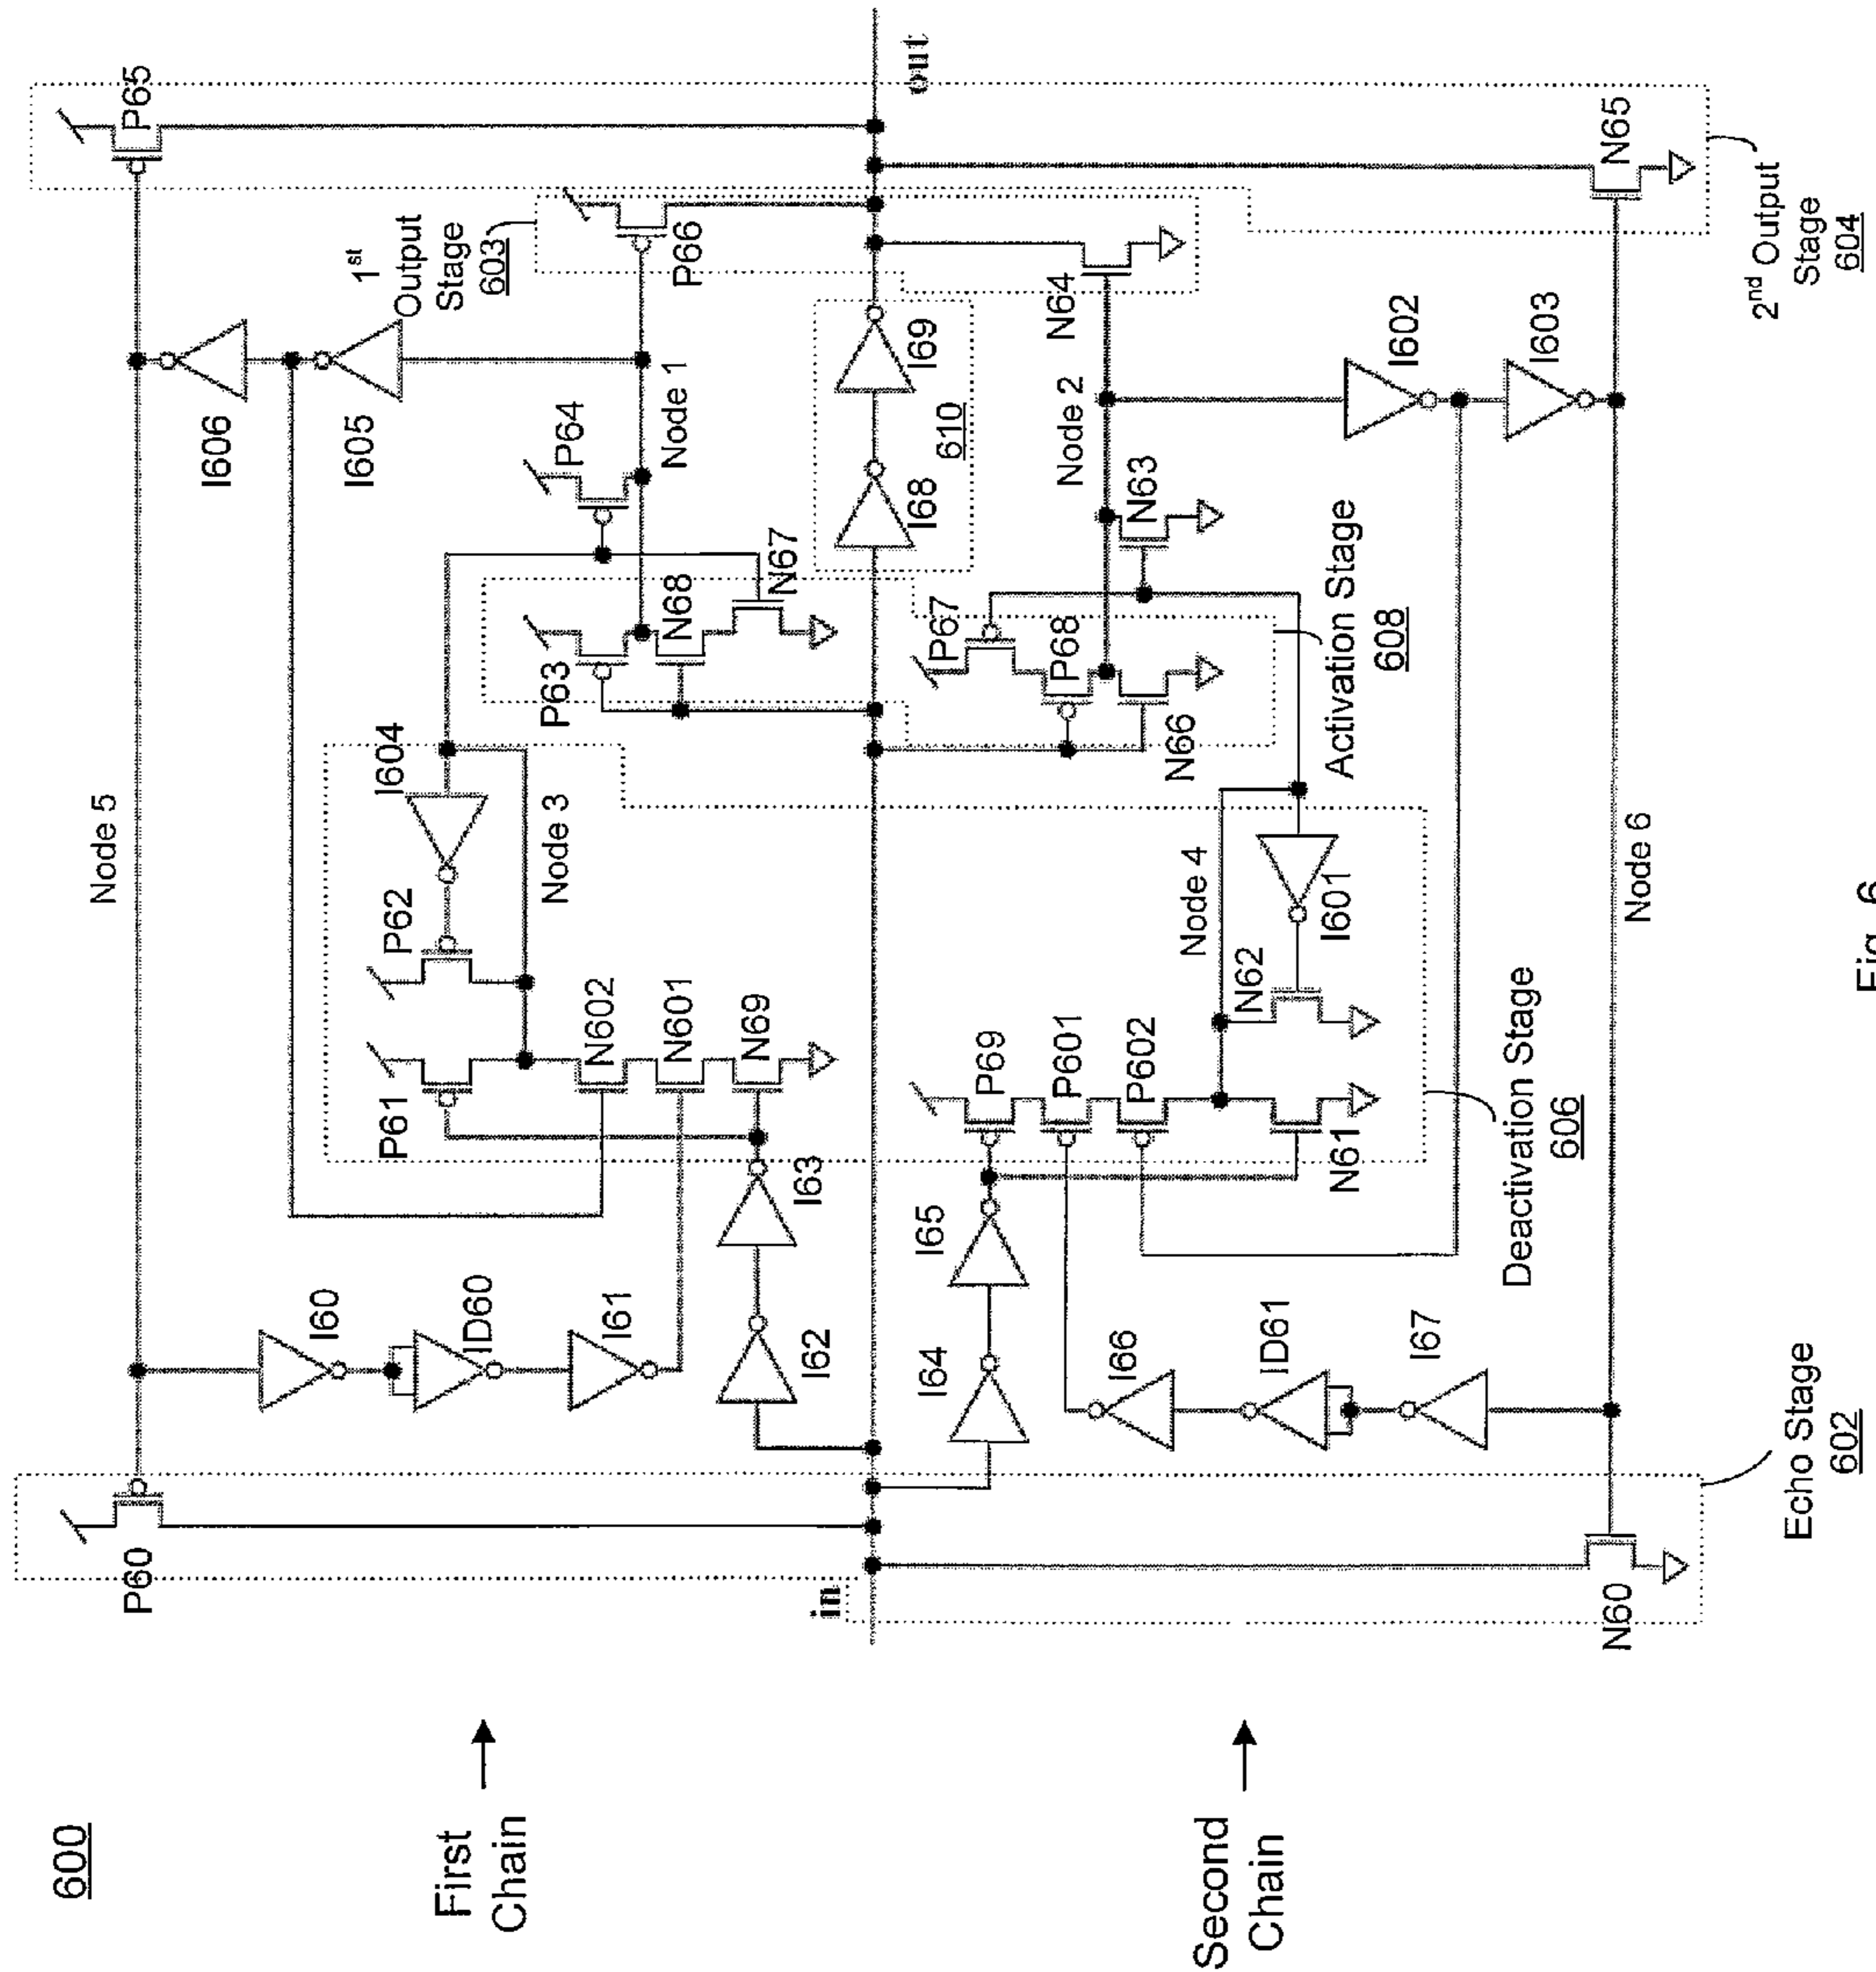 600
First
Chain
Second
Chain
Node 5
P65
I606
I605
1st
Output
Stage
603
P66
P64
Node 1
I604
P63
N68
N67
P62
Node 3
P61
N602
N601
N69
I60
ID60
I61
I63
I62
P60
in
out
I68
I69
610
Node 2
N64
N63
P67
P68
N66
Activation Stage
608
I602
I603
N65
2nd Output
Stage
604
Node 4
I601
N62
P69
P601
P602
N61
Deactivation Stage
606
I65
I64
I66
ID61
I67
Node 6
N60
Echo Stage
602
Fig. 6